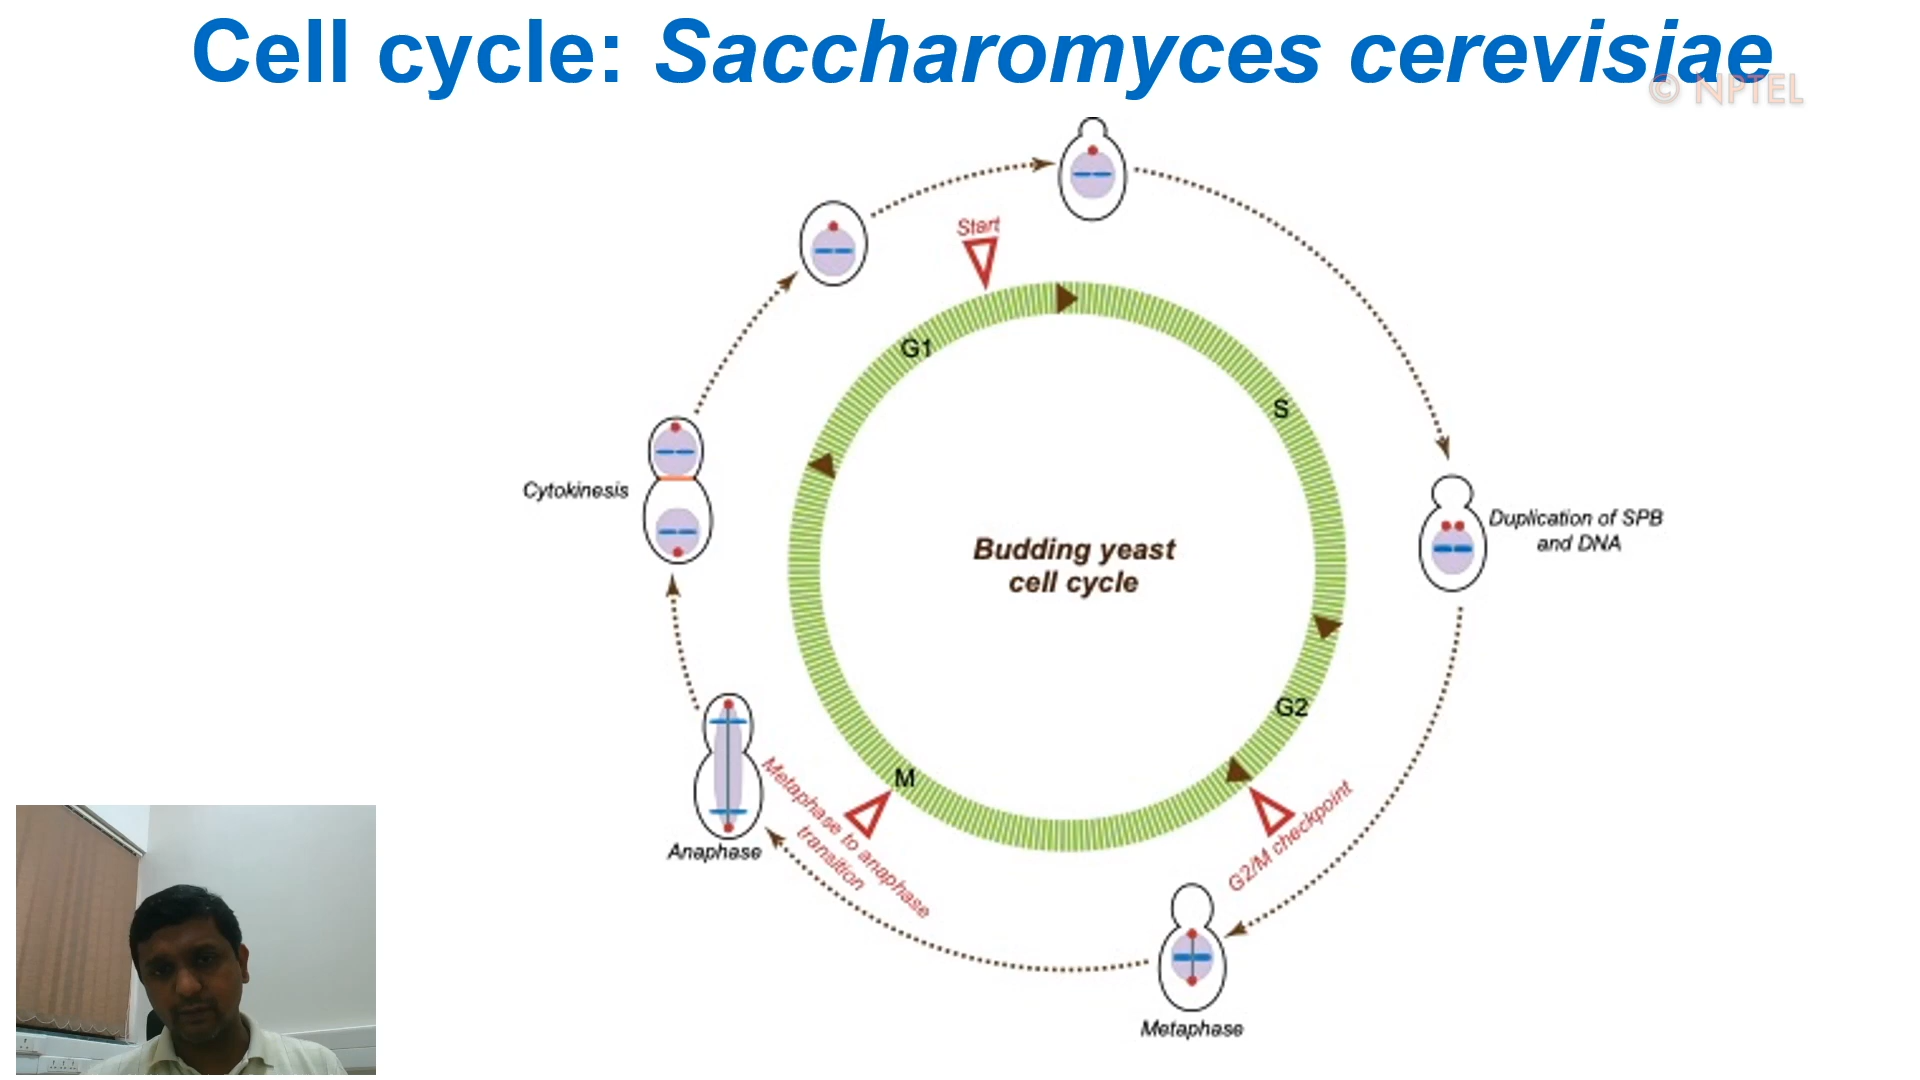 Cell cycle: Saccharomyces cerevisiae
© NPTEL
Start
G1
S
Cytokinesis
Duplication of SPB
and DNA
Budding yeast
cell cycle
G2
M
Metaphase to anaphase
transition
G2/M checkpoint
Anaphase
Metaphase